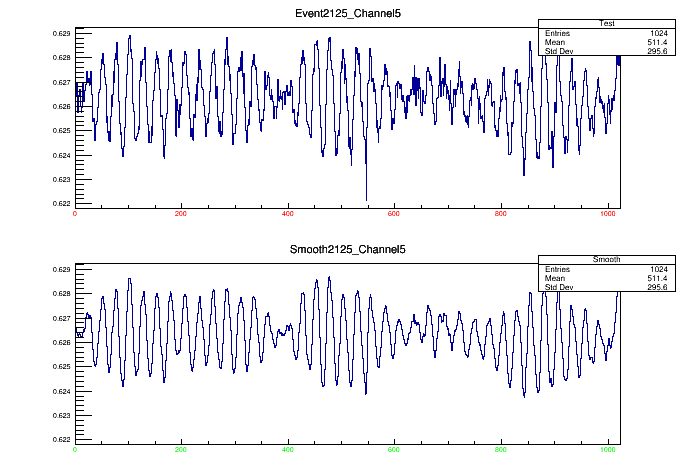 Event2125_Channel5
Test
Entries 1024
Mean 511.4
Std Dev 295.6
0.629
0.628
0.627
0.626
0.625
0.624
0.623
0.622
0 200 400 600 800 1000
Smooth2125_Channel5
Smooth
Entries 1024
Mean 511.4
Std Dev 295.6
0.629
0.628
0.627
0.626
0.625
0.624
0.623
0.622
0 200 400 600 800 1000